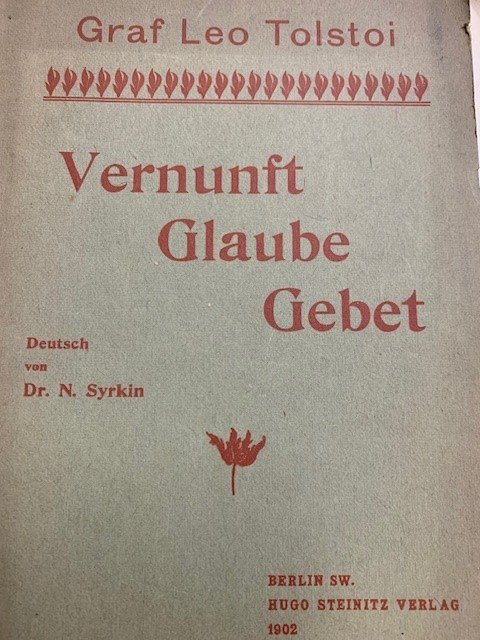 Graf Leo Tolstoi
Vernunft
Glaube
Gebet
Deutsch
von
Dr. N. Syrkin
BERLIN SW.
HUGO STEINITZ VERLAG
1902